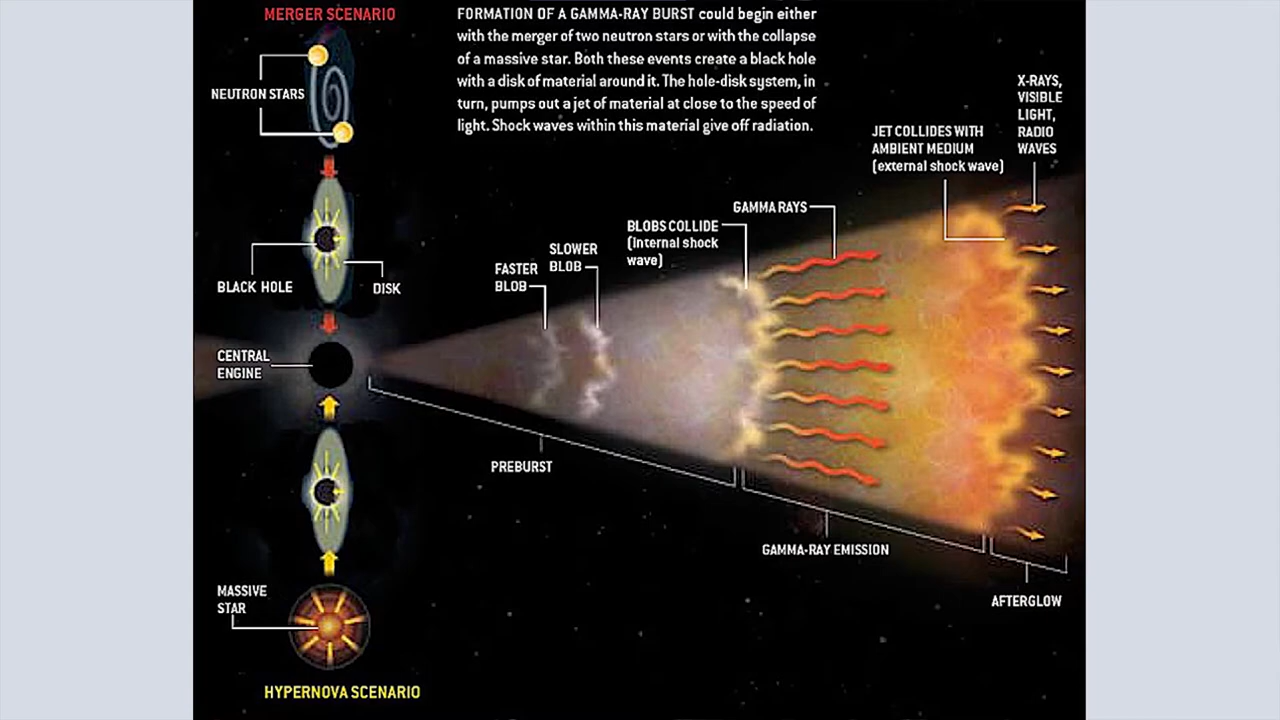 MERGER SCENARIO
FORMATION OF A GAMMA-RAY BURST could begin either
with the merger of two neutron stars or with the collapse
of a massive star. Both these events create a black hole
with a disk of material around it. The hole-disk system, in
turn, pumps out a jet of material at close to the speed of
light. Shock waves within this material give off radiation.
NEUTRON STARS
X-RAYS,
VISIBLE
LIGHT,
RADIO
WAVES
JET COLLIDES WITH
AMBIENT MEDIUM
(external shock wave)
GAMMA RAYS
BLOBS COLLIDE
(internal shock
wave)
SLOWER
BLOB
FASTER
BLOB
BLACK HOLE
DISK
CENTRAL
ENGINE
PREBURST
GAMMA-RAY EMISSION
AFTERGLOW
MASSIVE
STAR
HYPERNOVA SCENARIO